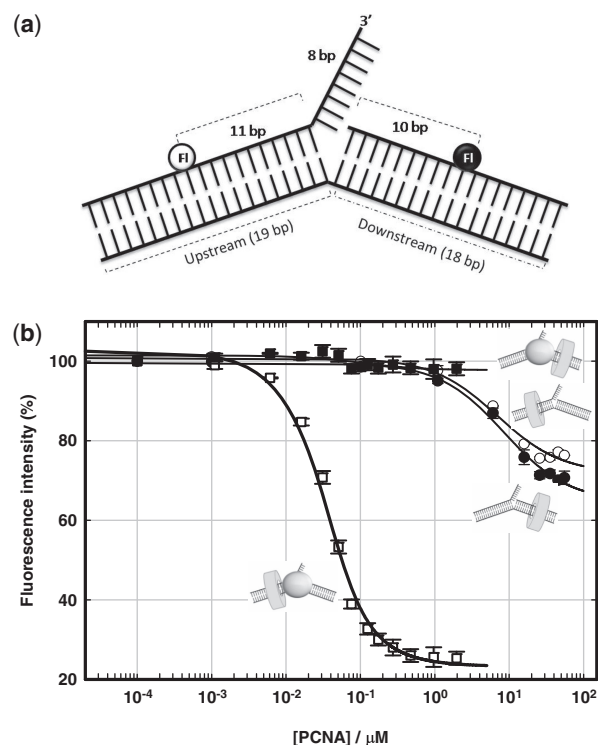 (a)
3'
8 bp
11 bp
10 bp
Fl
Fl
Upstream (19 bp)
Downstream (18 bp)
(b)
100
80
60
40
20
Fluorescence intensity (%)
10⁻⁴ 10⁻³ 10⁻² 10⁻¹ 10⁰ 10¹ 10²
[PCNA] / μM